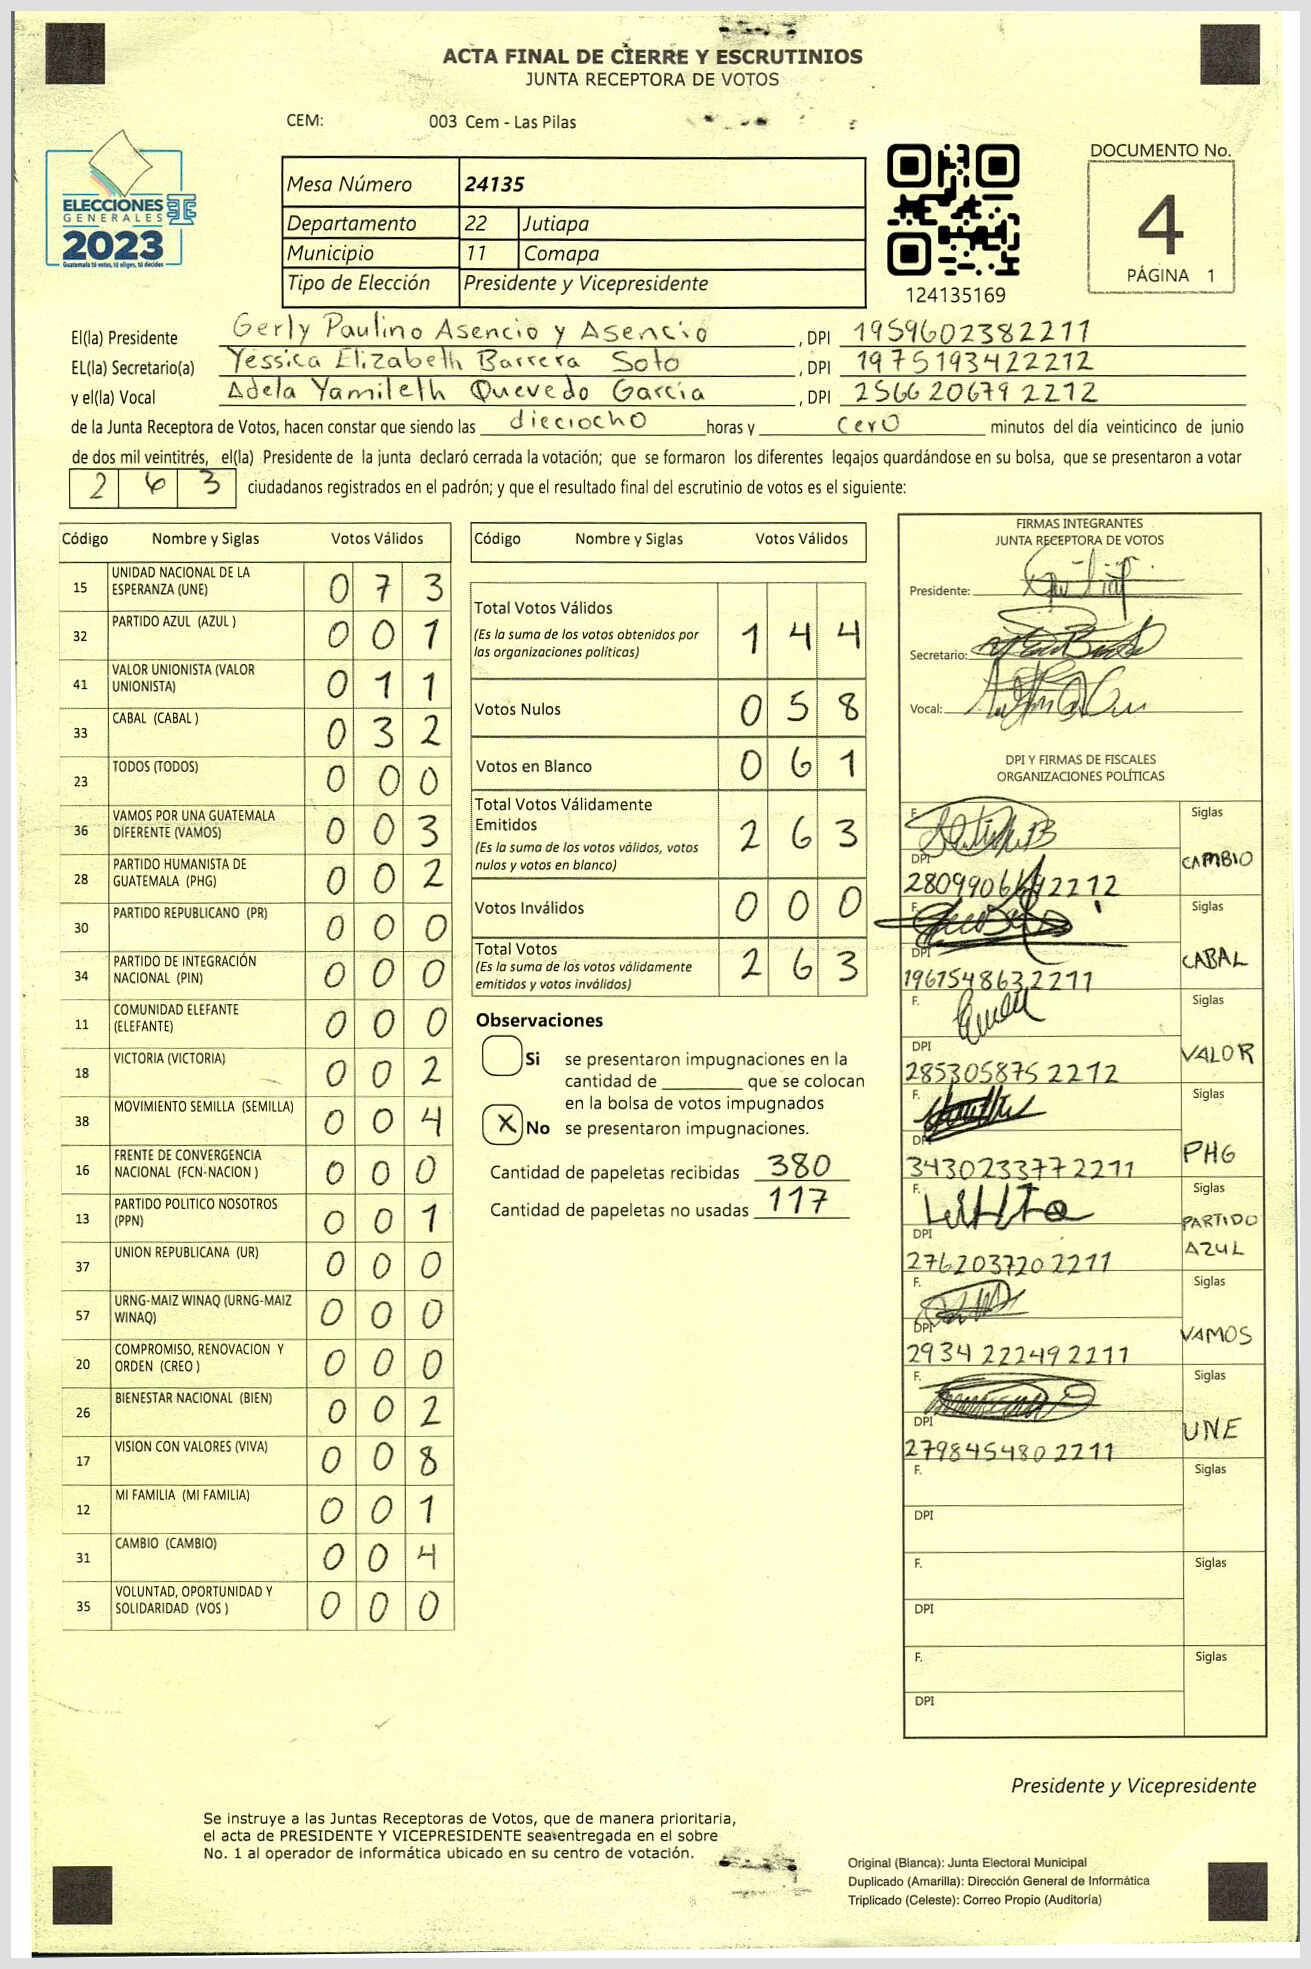 ACTA FINAL DE CIERRE Y ESCRUTINIOS
JUNTA RECEPTORA DE VOTOS
CEM: 003 Cem - Las Pilas
ELECCIONES
GENERALES
2023
Guatemala tú votas, tú eliges, tú decides
Mesa Número 24135
Departamento 22 Jutiapa
Municipio 11 Comapa
Tipo de Elección Presidente y Vicepresidente
124135169
DOCUMENTO No.
4
PÁGINA 1
El(la) Presidente Gerly Paulino Asencio y Asencio , DPI 1959602382211
EL(la) Secretario(a) Yessica Elizabeth Barrera Soto , DPI 1975193422212
y el(la) Vocal Adela Yamileth Quevedo García , DPI 2566206792212
de la Junta Receptora de Votos, hacen constar que siendo las dieciocho horas y cero minutos del día veinticinco de junio
de dos mil veintitrés, el(la) Presidente de la junta declaró cerrada la votación; que se formaron los diferentes legajos guardándose en su bolsa, que se presentaron a votar
2 6 3 ciudadanos registrados en el padrón; y que el resultado final del escrutinio de votos es el siguiente:
Código Nombre y Siglas Votos Válidos
15 UNIDAD NACIONAL DE LA ESPERANZA (UNE) 0 7 3
32 PARTIDO AZUL (AZUL ) 0 0 1
41 VALOR UNIONISTA (VALOR UNIONISTA) 0 1 1
33 CABAL (CABAL ) 0 3 2
23 TODOS (TODOS) 0 0 0
36 VAMOS POR UNA GUATEMALA DIFERENTE (VAMOS) 0 0 3
28 PARTIDO HUMANISTA DE GUATEMALA (PHG) 0 0 2
30 PARTIDO REPUBLICANO (PR) 0 0 0
34 PARTIDO DE INTEGRACIÓN NACIONAL (PIN) 0 0 0
11 COMUNIDAD ELEFANTE (ELEFANTE) 0 0 0
18 VICTORIA (VICTORIA) 0 0 2
38 MOVIMIENTO SEMILLA (SEMILLA) 0 0 4
16 FRENTE DE CONVERGENCIA NACIONAL (FCN-NACION ) 0 0 0
13 PARTIDO POLITICO NOSOTROS (PPN) 0 0 1
37 UNION REPUBLICANA (UR) 0 0 0
57 URNG-MAIZ WINAQ (URNG-MAIZ WINAQ) 0 0 0
20 COMPROMISO, RENOVACION Y ORDEN (CREO ) 0 0 0
26 BIENESTAR NACIONAL (BIEN) 0 0 2
17 VISION CON VALORES (VIVA) 0 0 8
12 MI FAMILIA (MI FAMILIA) 0 0 1
31 CAMBIO (CAMBIO) 0 0 4
35 VOLUNTAD, OPORTUNIDAD Y SOLIDARIDAD (VOS ) 0 0 0
Código Nombre y Siglas Votos Válidos
Total Votos Válidos 1 4 4
(Es la suma de los votos obtenidos por
las organizaciones políticas)
Votos Nulos 0 5 8
Votos en Blanco 0 6 1
Total Votos Válidamente
Emitidos 2 6 3
(Es la suma de los votos válidos, votos
nulos y votos en blanco)
Votos Inválidos 0 0 0
Total Votos 2 6 3
(Es la suma de los votos válidamente
emitidos y votos inválidos)
Observaciones
Si se presentaron impugnaciones en la
cantidad de ________ que se colocan
en la bolsa de votos impugnados
X No se presentaron impugnaciones.
Cantidad de papeletas recibidas 380
Cantidad de papeletas no usadas 117
FIRMAS INTEGRANTES
JUNTA RECEPTORA DE VOTOS
Presidente:
Secretario:
Vocal:
DPI Y FIRMAS DE FISCALES
ORGANIZACIONES POLÍTICAS
F. Siglas
DPI CAMBIO
F. Siglas
DPI CABAL
1961548632211
F. Siglas
DPI VALOR
2853058752212
F. Siglas
DPI PHG
3430233772211
F. Siglas
DPI PARTIDO AZUL
2762037202211
F. Siglas
DPI VAMOS
2934222492211
F. Siglas
DPI UNE
2798454802211
F. Siglas
DPI
F. Siglas
DPI
F. Siglas
DPI
Presidente y Vicepresidente
Se instruye a las Juntas Receptoras de Votos, que de manera prioritaria,
el acta de PRESIDENTE Y VICEPRESIDENTE sea entregada en el sobre
No. 1 al operador de informática ubicado en su centro de votación.
Original (Blanca): Junta Electoral Municipal
Duplicado (Amarilla): Dirección General de Informática
Triplicado (Celeste): Correo Propio (Auditoría)